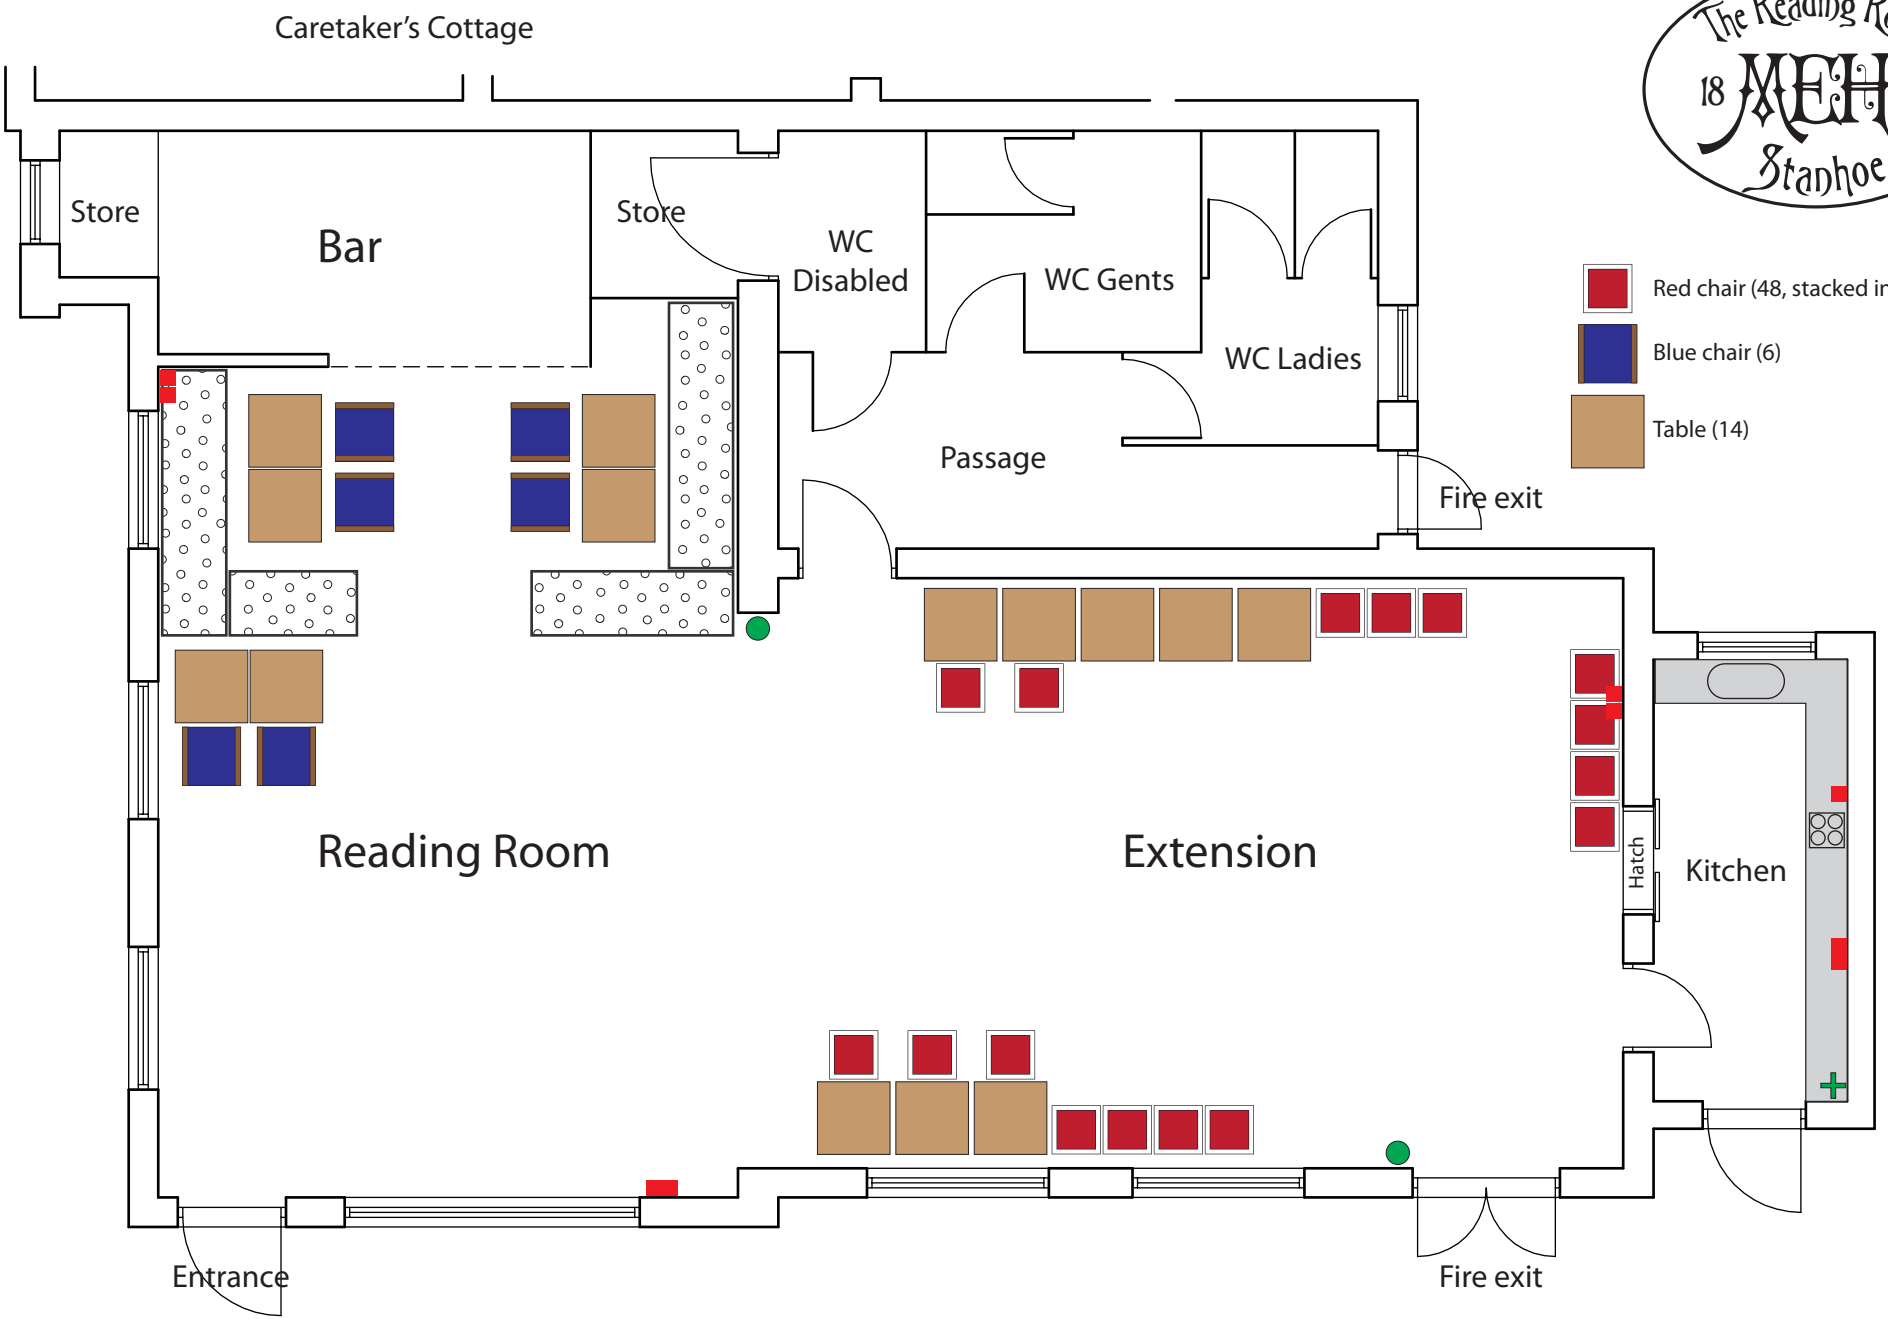 Caretaker’s Cottage
The Reading
18 MEH
Stanhoe
Store
Bar
Store
WC
Disabled
WC Gents
WC Ladies
Passage
Fire exit
Red chair (48, stacked in
Blue chair (6)
Table (14)
Reading Room
Extension
Hatch
Kitchen
Entrance
Fire exit